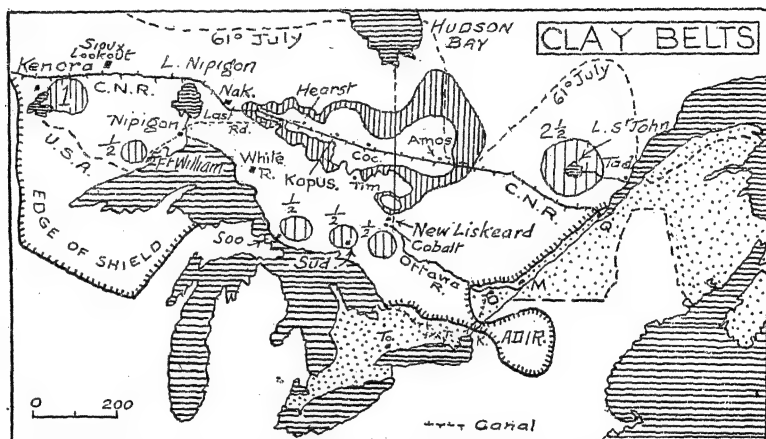 HUDSON
BAY
CLAY BELTS
61° July
Sioux
Lookout
Kenora
L. Nipigon
61° July
1
C.N.R.
Nak.
Hearst
Nipigon
Last
Rd.
2½
L. St John
Tad
½
Ft William
U.S.A.
White
R.
Kapus.
Coc.
Amos
Tim
C.N.R
EDGE OF SHIELD
½
½
½
New Liskeard
Cobalt
Soo
Sud.
Ottawa
R.
Q.
O.
M
To.
T.
K.
ADIR.
0 200
Canal